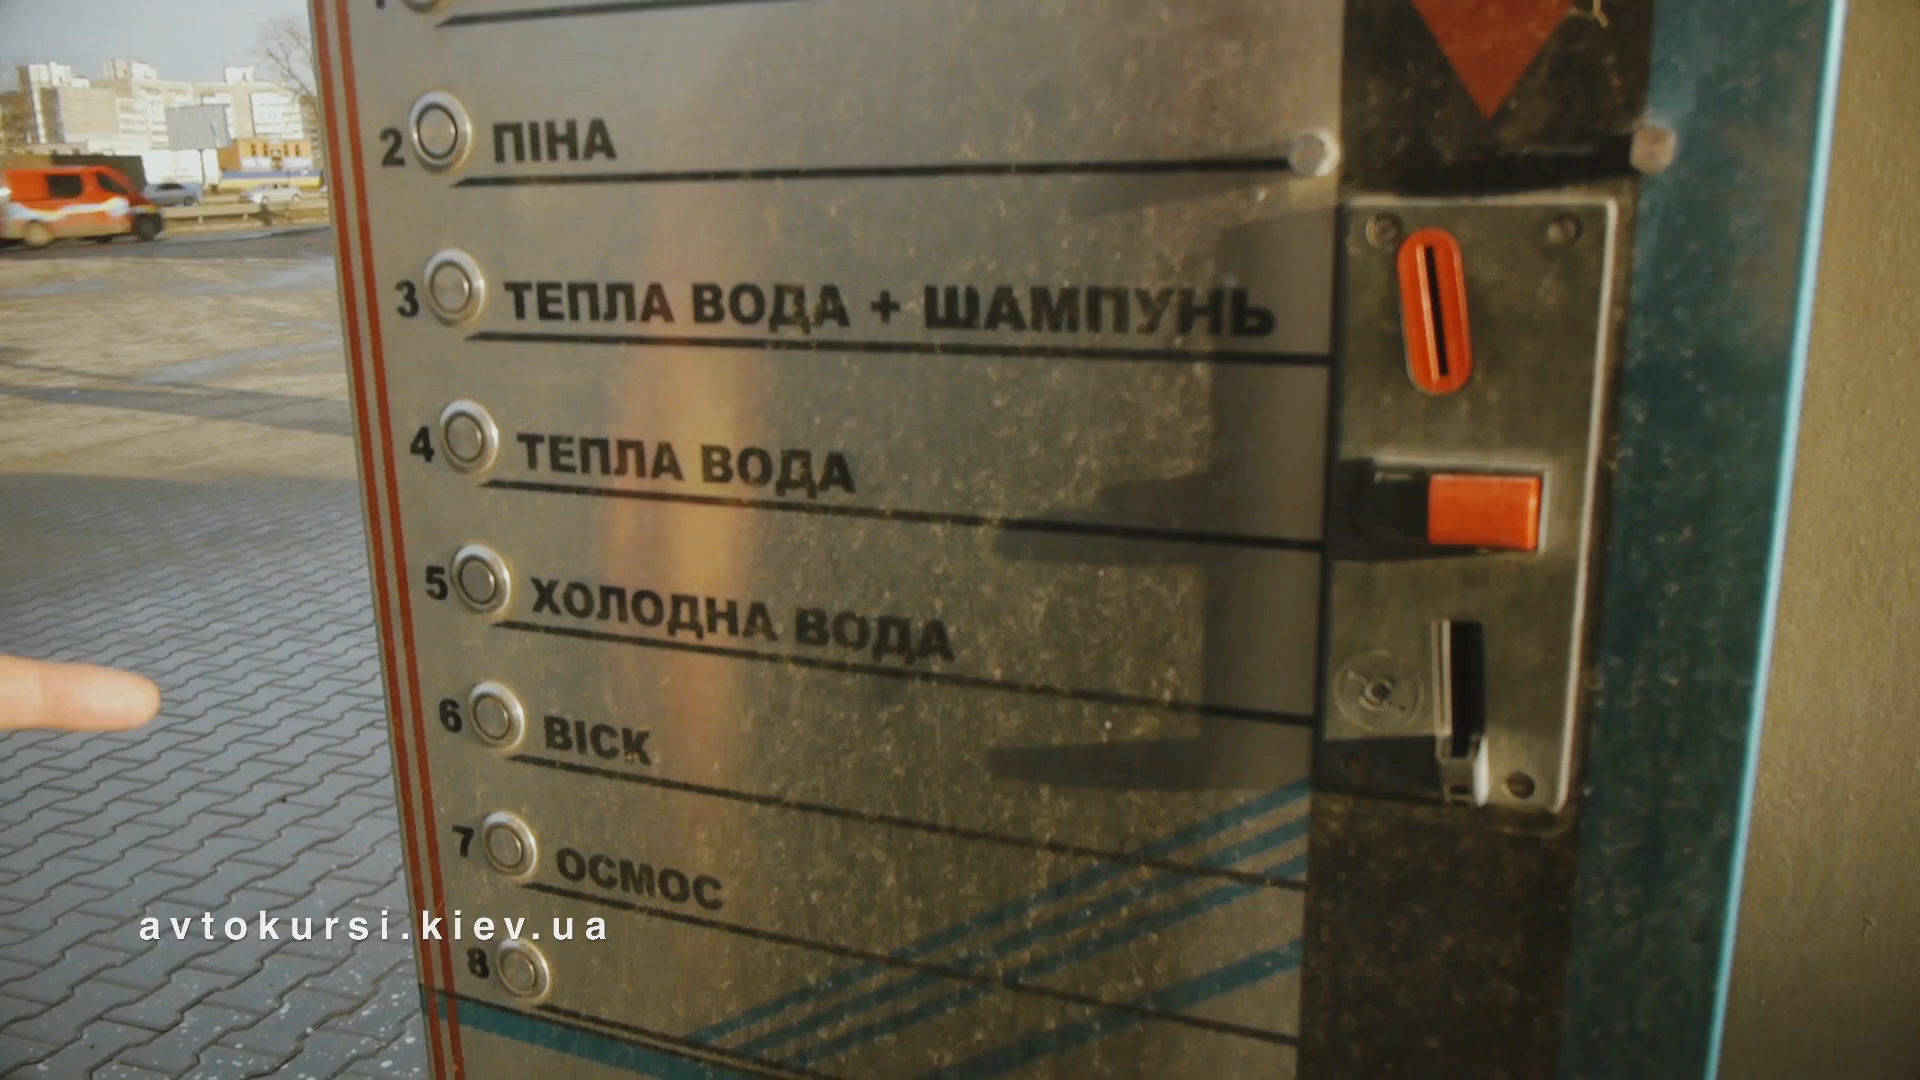 2 ПІНА
3 ТЕПЛА ВОДА + ШАМПУНЬ
4 ТЕПЛА ВОДА
5 ХОЛОДНА ВОДА
6 ВІСК
7 ОСМОС
8
avtokursi.kiev.ua